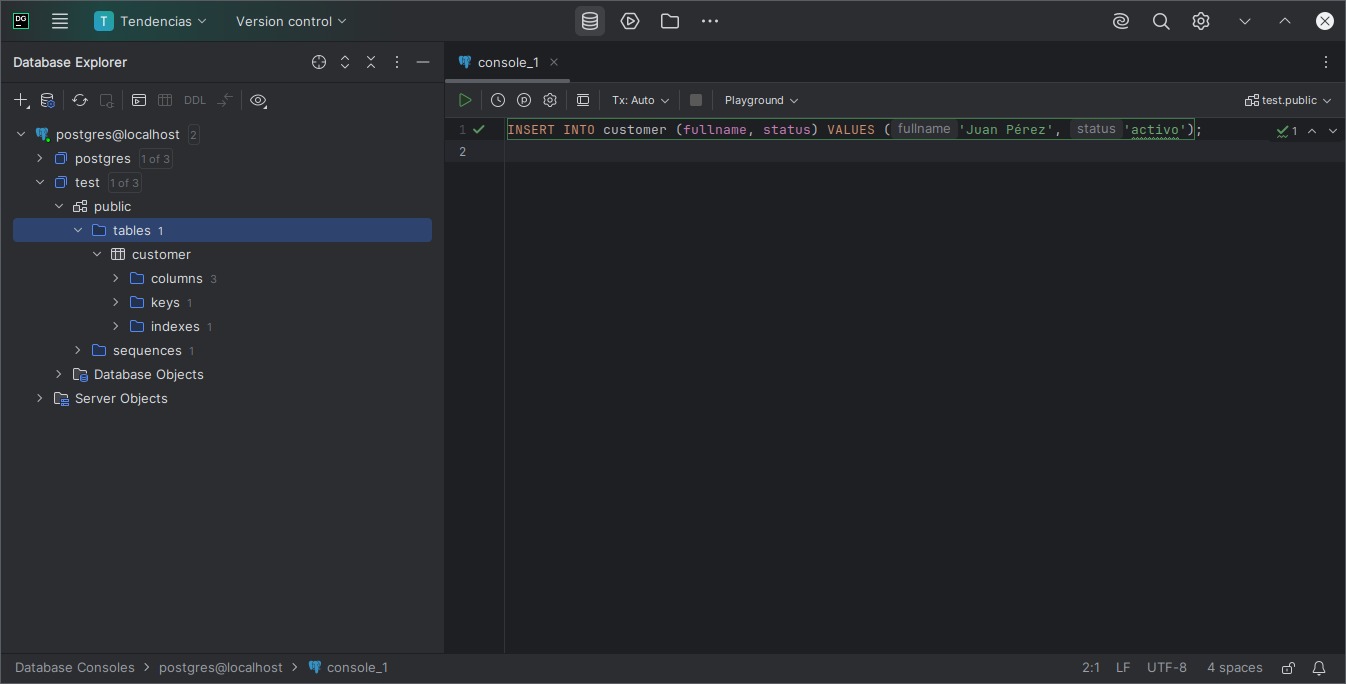 DG
T Tendencias Version control
Database Explorer
console_1
DDL
Tx: Auto Playground test.public
postgres@localhost 2
postgres 1 of 3
test 1 of 3
public
tables 1
customer
columns 3
keys 1
indexes 1
sequences 1
Database Objects
Server Objects
1 INSERT INTO customer (fullname, status) VALUES ( fullname 'Juan Pérez', status 'activo'); 1
2
Database Consoles > postgres@localhost > console_1
2:1 LF UTF-8 4 spaces